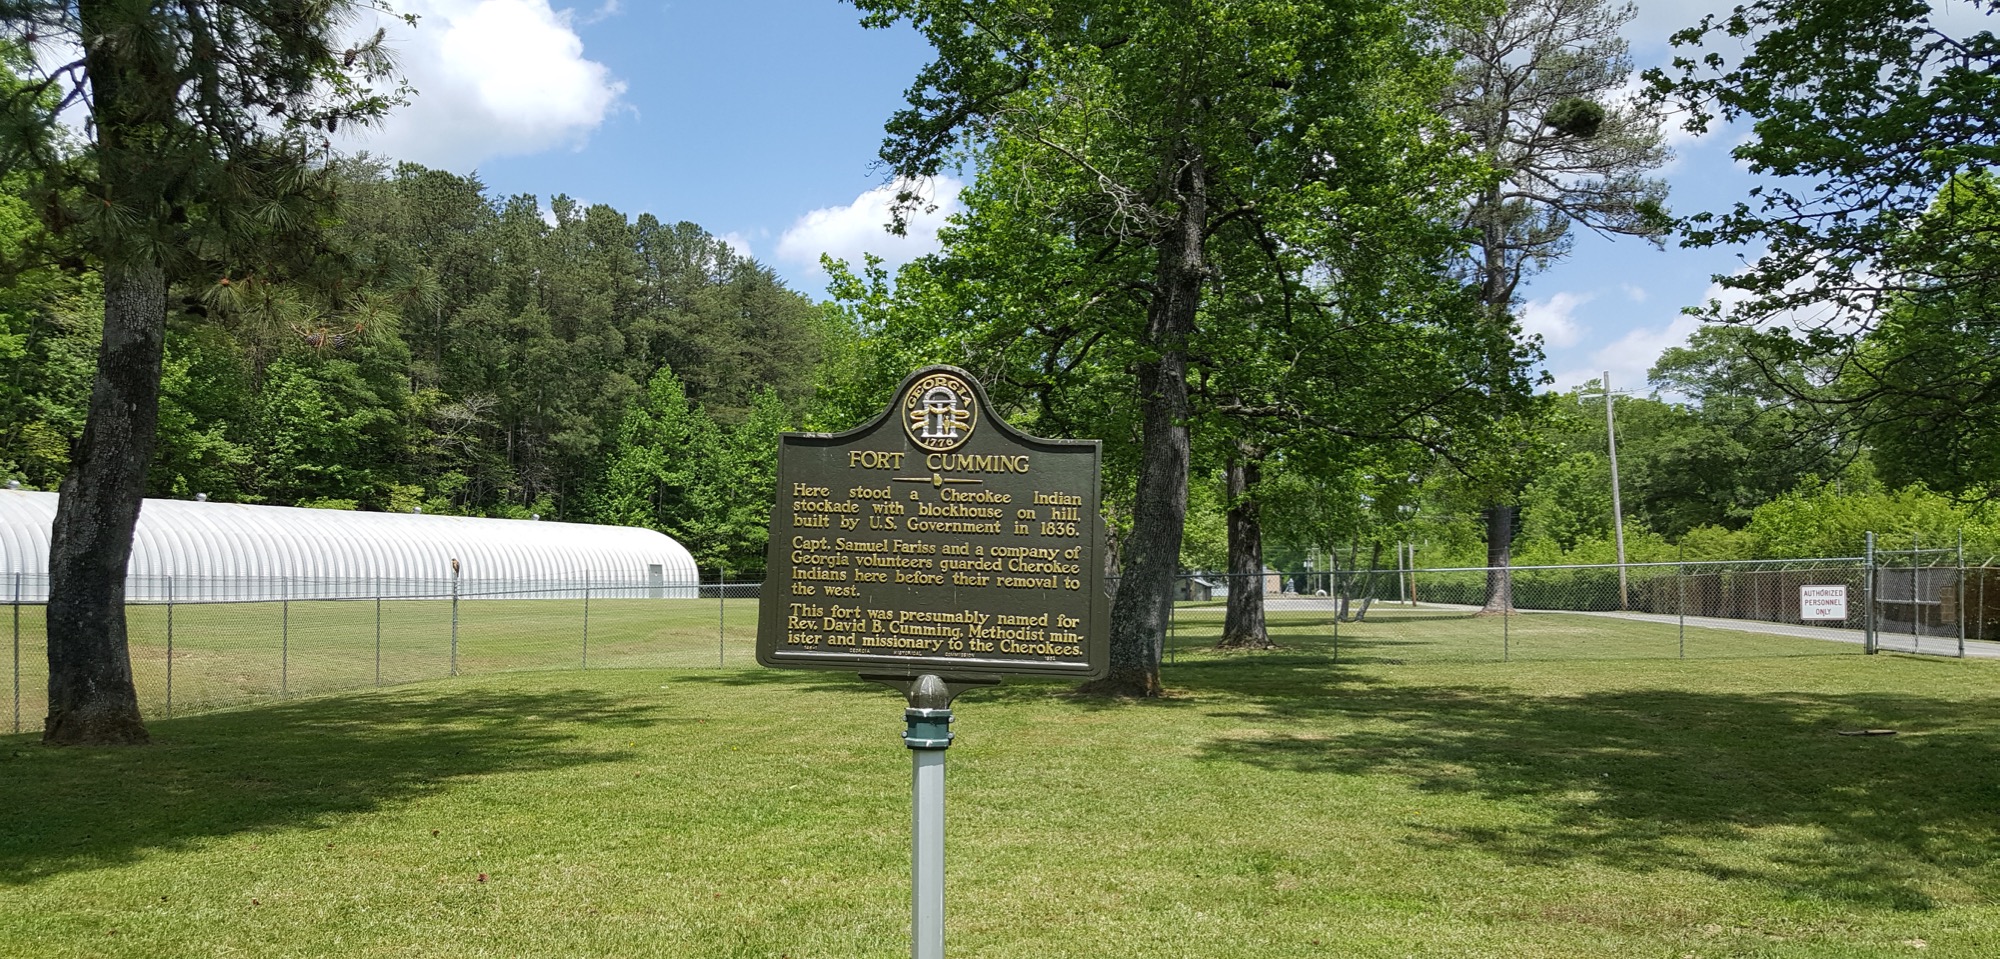 GEORGIA
1776
FORT CUMMING
Here stood a Cherokee Indian
stockade with blockhouse on hill,
built by U.S. Government in 1836.
Capt. Samuel Fariss and a company of
Georgia volunteers guarded Cherokee
Indians here before their removal to
the west.
This fort was presumably named for
Rev. David B. Cumming, Methodist min-
ister and missionary to the Cherokees.
GEORGIA HISTORICAL COMMISSION
AUTHORIZED
PERSONNEL
ONLY